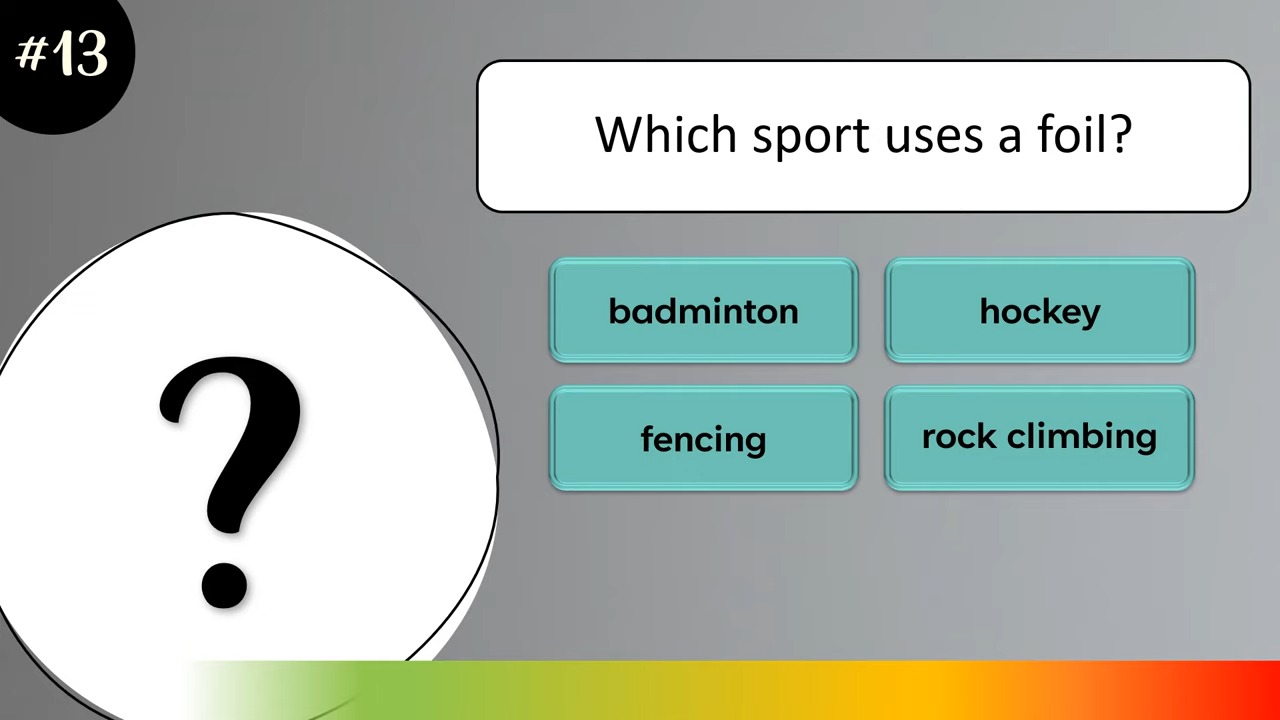 #13
Which sport uses a foil?
badminton
hockey
fencing
rock climbing
?